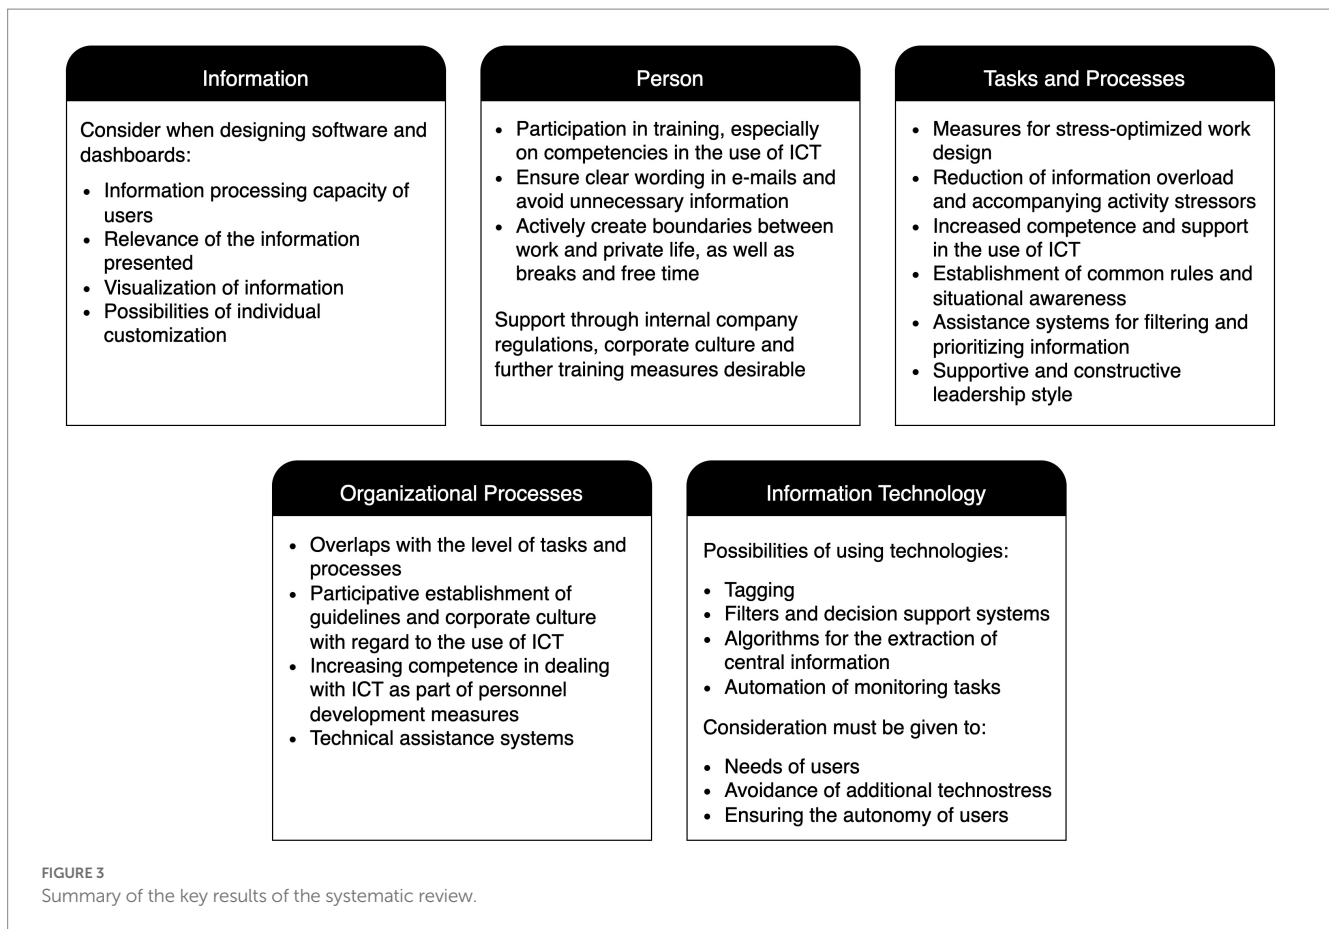 Information
Consider when designing software and
dashboards:
• Information processing capacity of
users
• Relevance of the information
presented
• Visualization of information
• Possibilities of individual
customization
Person
• Participation in training, especially
on competencies in the use of ICT
• Ensure clear wording in e-mails and
avoid unnecessary information
• Actively create boundaries between
work and private life, as well as
breaks and free time
Support through internal company
regulations, corporate culture and
further training measures desirable
Tasks and Processes
• Measures for stress-optimized work
design
• Reduction of information overload
and accompanying activity stressors
• Increased competence and support
in the use of ICT
• Establishment of common rules and
situational awareness
• Assistance systems for filtering and
prioritizing information
• Supportive and constructive
leadership style
Organizational Processes
• Overlaps with the level of tasks and
processes
• Participative establishment of
guidelines and corporate culture
with regard to the use of ICT
• Increasing competence in dealing
with ICT as part of personnel
development measures
• Technical assistance systems
Information Technology
Possibilities of using technologies:
• Tagging
• Filters and decision support systems
• Algorithms for the extraction of
central information
• Automation of monitoring tasks
Consideration must be given to:
• Needs of users
• Avoidance of additional technostress
• Ensuring the autonomy of users
FIGURE 3
Summary of the key results of the systematic review.